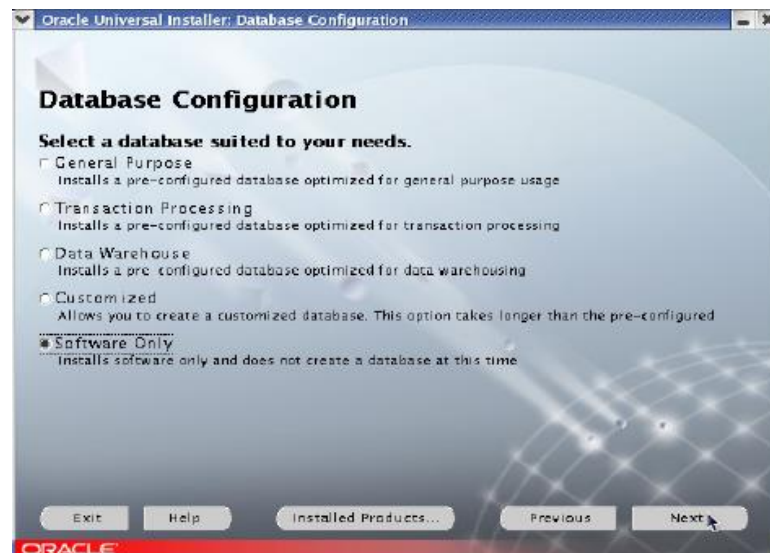 Oracle Universal Installer: Database Configuration
Database Configuration
Select a database suited to your needs.
General Purpose
Installs a pre-configured database optimized for general purpose usage
Transaction Processing
Installs a pre-configured database optimized for transaction processing
Data Warehouse
Installs a pre-configured database optimized for data warehousing
Customized
Allows you to create a customized database. This option takes longer than the pre-configured
Software Only
Installs software only and does not create a database at this time
Exit Help Installed Products... Previous Next
ORACLE